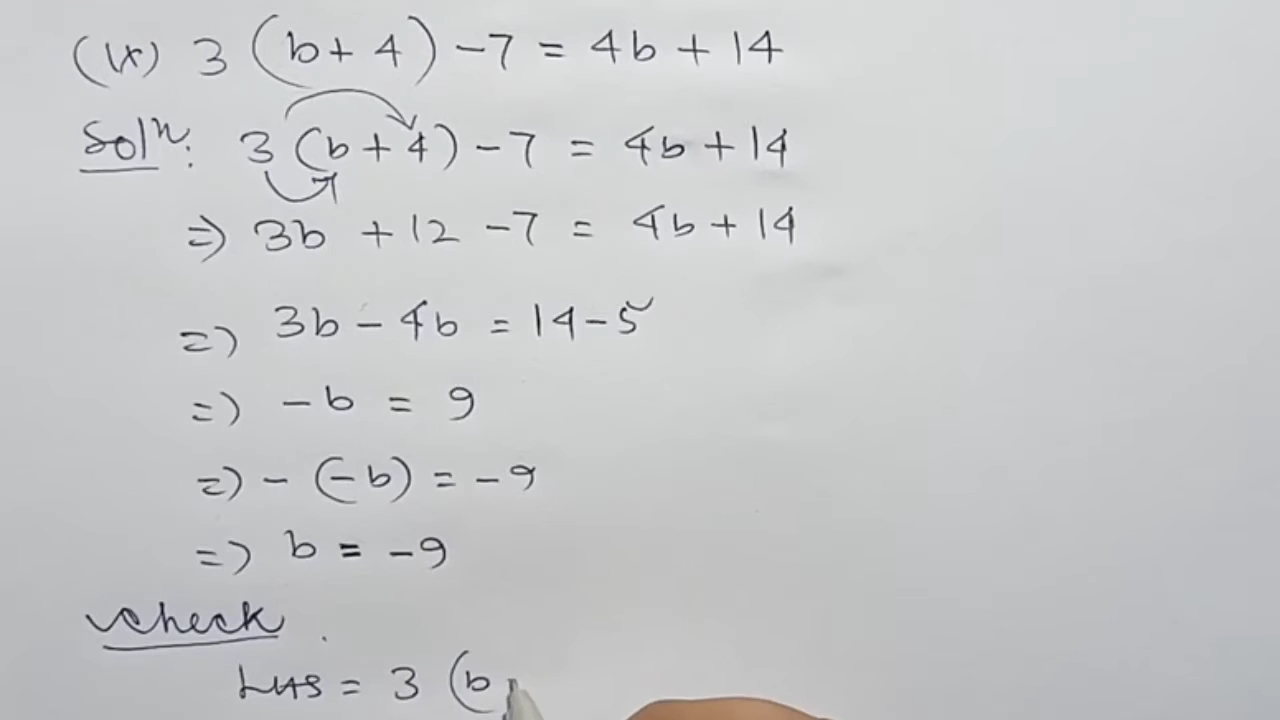 (ix) 3 (b + 4) - 7 = 4b + 14
Solⁿ: 3 (b + 4) - 7 = 4b + 14
=> 3b + 12 - 7 = 4b + 14
=> 3b - 4b = 14 - 5
=> - b = 9
=> - (-b) = - 9
=> b = - 9
Check
LHS = 3 (b